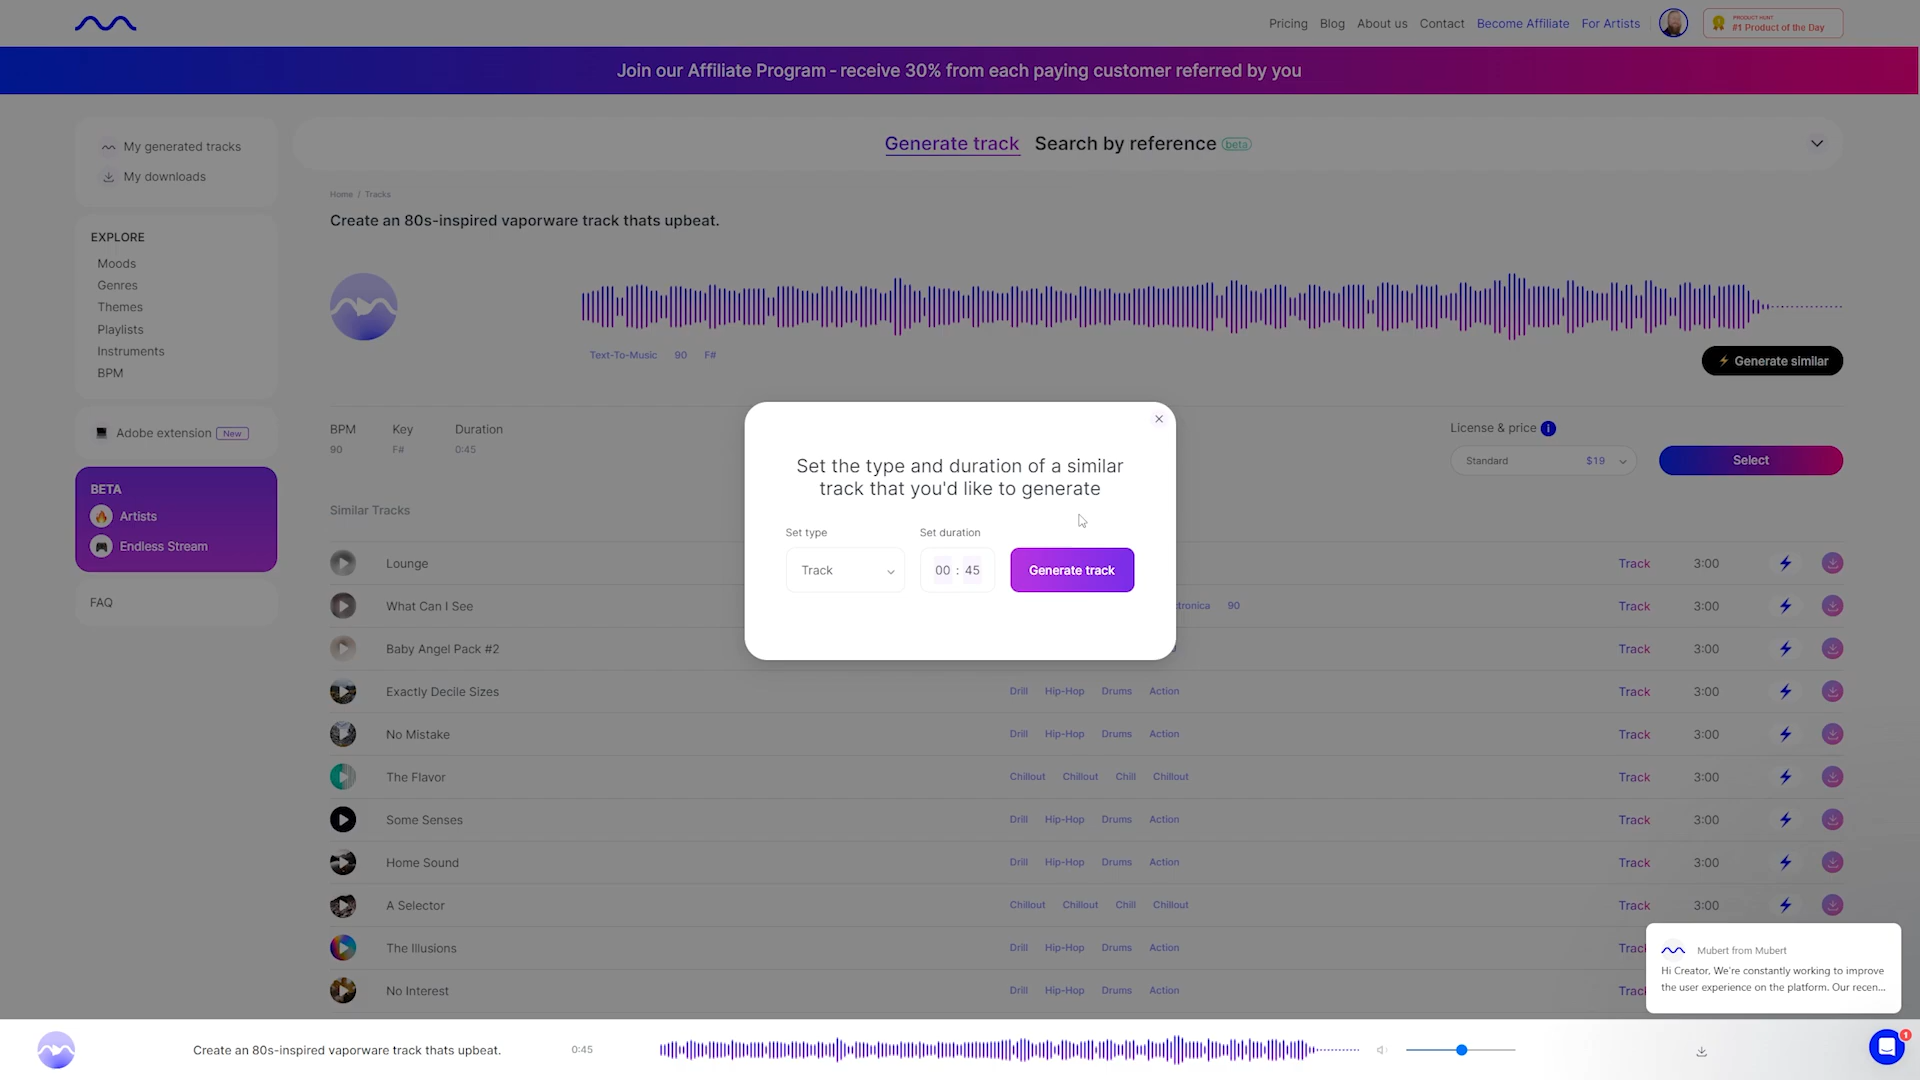 Pricing Blog About us Contact Become Affiliate For Artists PRODUCT HUNT #1 Product of the Day
Join our Affiliate Program - receive 30% from each paying customer referred by you
My generated tracks
My downloads
EXPLORE
Moods
Genres
Themes
Playlists
Instruments
BPM
Adobe extension New
BETA
Artists
Endless Stream
FAQ
Generate track Search by reference beta
Home / Tracks
Create an 80s-inspired vaporware track thats upbeat.
Text-To-Music 90 F#
Generate similar
BPM Key Duration
90 F# 0:45
License & price i
Standard $19 Select
Set the type and duration of a similar
track that you'd like to generate
Set type Set duration
Track 00 : 45 Generate track
Similar Tracks
Lounge Track 3:00
What Can I See 90 Track 3:00
Baby Angel Pack #2 Track 3:00
Exactly Decile Sizes Drill Hip-Hop Drums Action Track 3:00
No Mistake Drill Hip-Hop Drums Action Track 3:00
The Flavor Chillout Chillout Chill Chillout Track 3:00
Some Senses Drill Hip-Hop Drums Action Track 3:00
Home Sound Drill Hip-Hop Drums Action Track 3:00
A Selector Chillout Chillout Chill Chillout Track 3:00
The Illusions Drill Hip-Hop Drums Action
No Interest Drill Hip-Hop Drums Action
Mubert from Mubert
Hi Creator, We're constantly working to improve
the user experience on the platform. Our recen...
Create an 80s-inspired vaporware track thats upbeat. 0:45
1